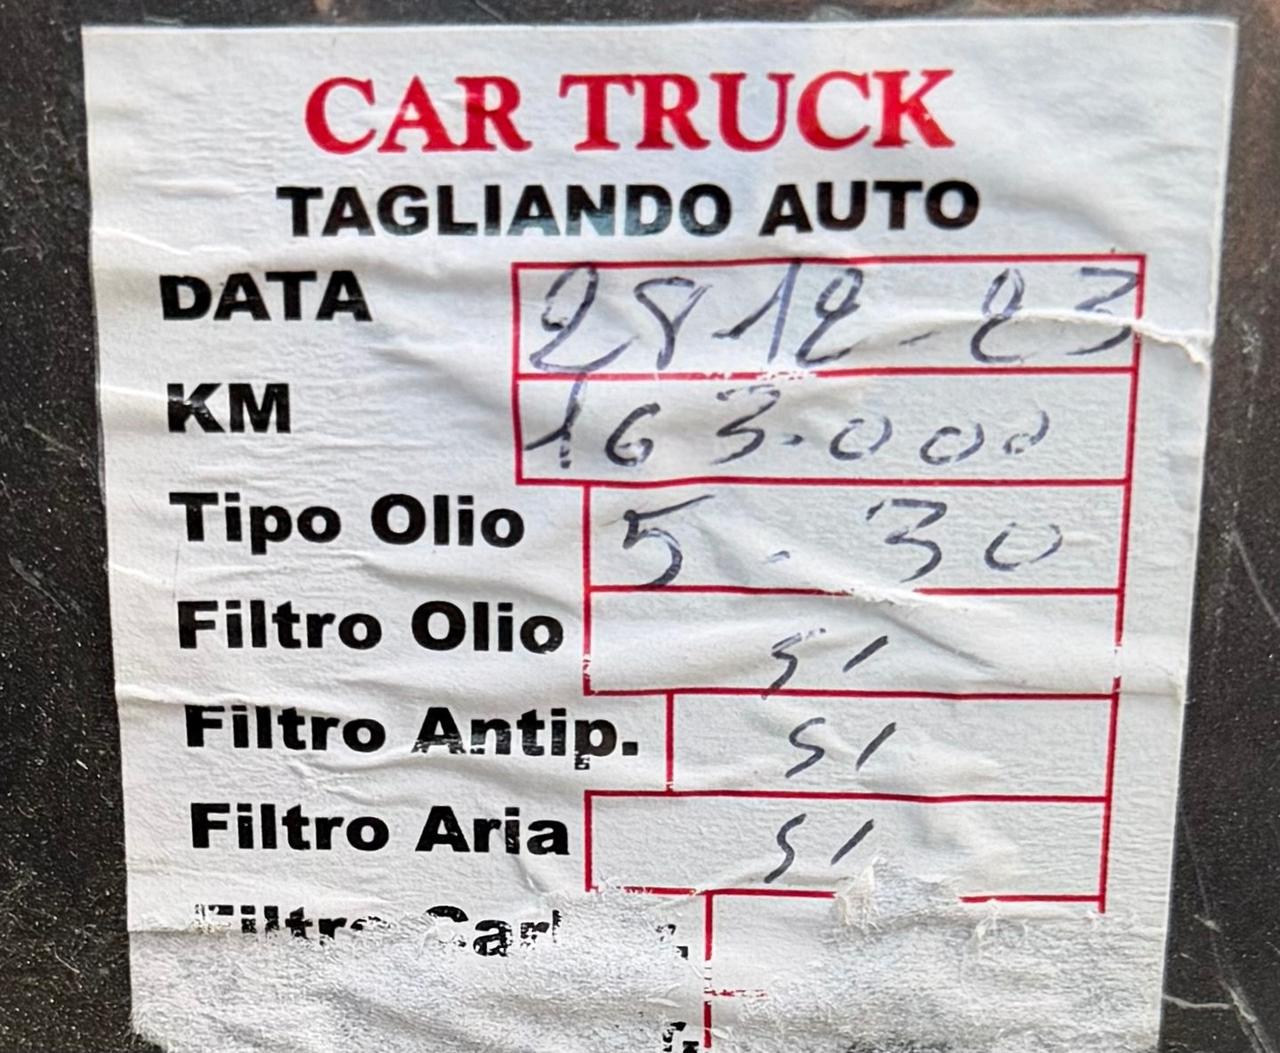 CAR TRUCK
TAGLIANDO AUTO
DATA 28-12-23
KM 163.000
Tipo Olio 5-30
Filtro Olio SI
Filtro Antip. SI
Filtro Aria SI
Filtro